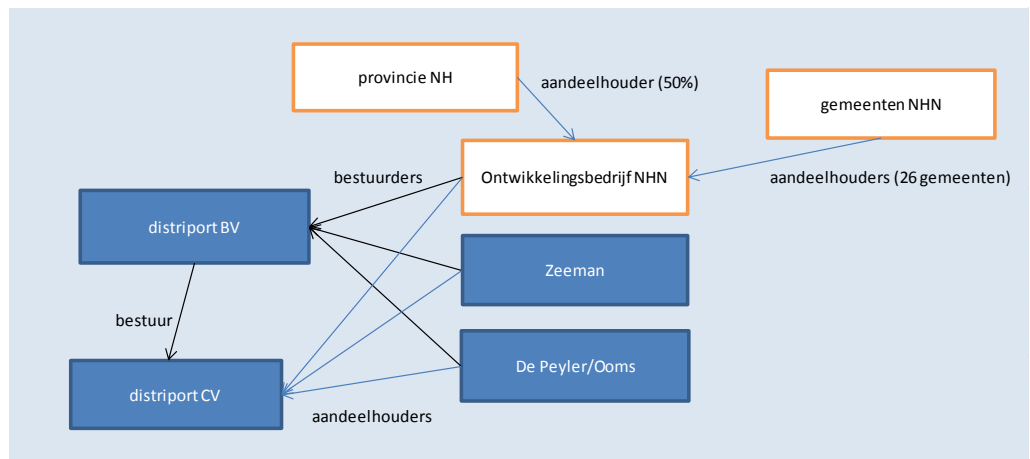 provincie NH
aandeelhouder (50%)
gemeenten NHN
bestuurders
Ontwikkelingsbedrijf NHN
aandeelhouders (26 gemeenten)
distriport BV
Zeeman
bestuur
De Peyler/Ooms
distriport CV
aandeelhouders